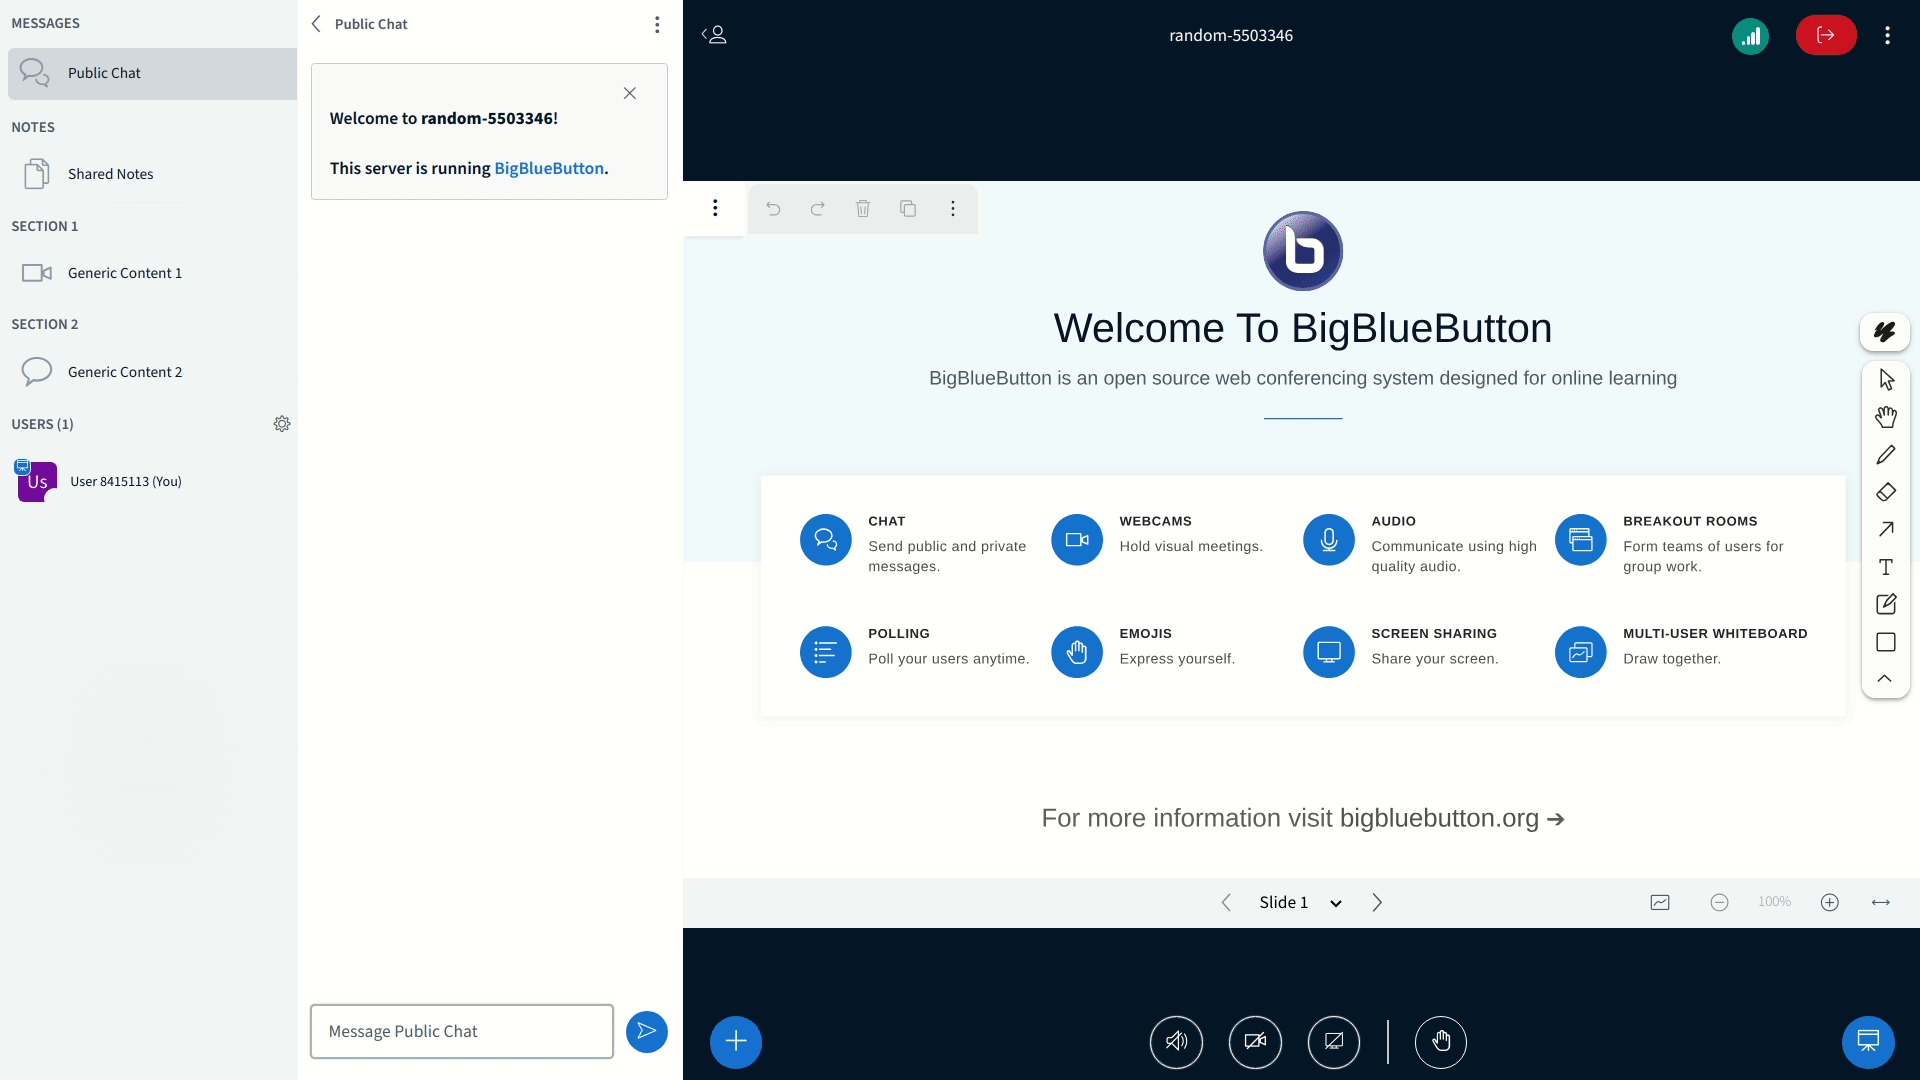 MESSAGES
Public Chat
NOTES
Shared Notes
SECTION 1
Generic Content 1
SECTION 2
Generic Content 2
USERS (1)
Us
User 8415113 (You)
Public Chat
Welcome to random-5503346!
This server is running BigBlueButton.
Message Public Chat
random-5503346
b
Welcome To BigBlueButton
BigBlueButton is an open source web conferencing system designed for online learning
CHAT
Send public and private
messages.
WEBCAMS
Hold visual meetings.
AUDIO
Communicate using high
quality audio.
BREAKOUT ROOMS
Form teams of users for
group work.
POLLING
Poll your users anytime.
EMOJIS
Express yourself.
SCREEN SHARING
Share your screen.
MULTI-USER WHITEBOARD
Draw together.
For more information visit bigbluebutton.org ➔
Slide 1
100%